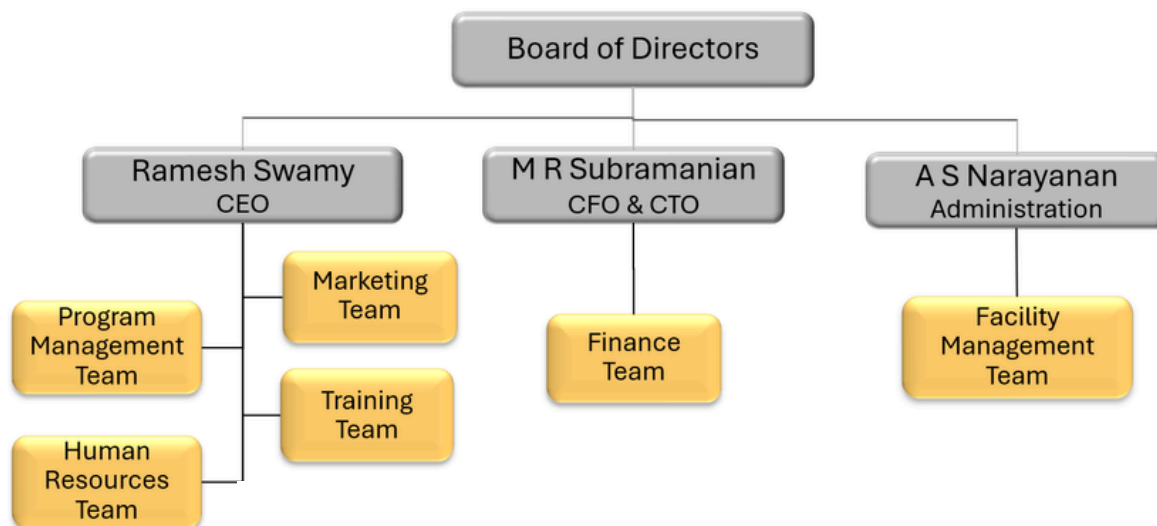 Board of Directors
Ramesh Swamy
CEO
M R Subramanian
CFO & CTO
A S Narayanan
Administration
Marketing
Team
Program
Management
Team
Finance
Team
Facility
Management
Team
Training
Team
Human
Resources
Team